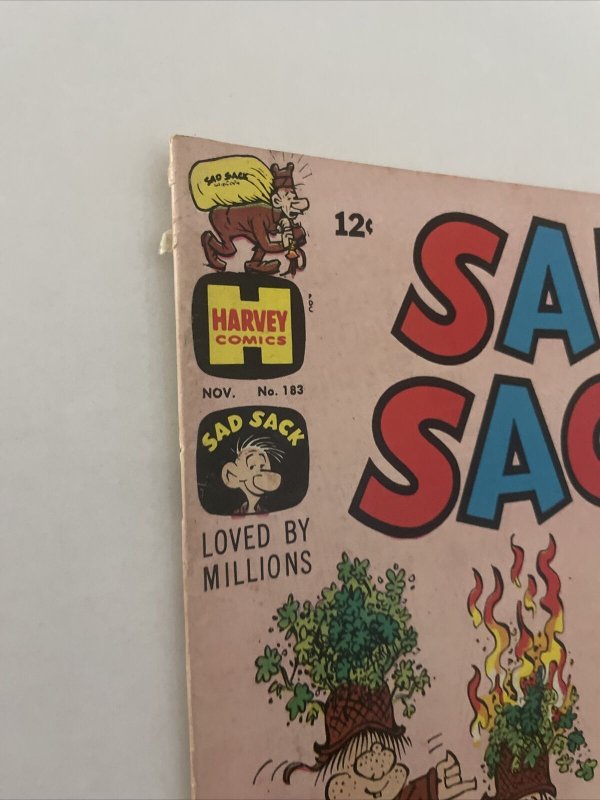 SAD SACK
12¢
HARVEY
COMICS
NOV. No. 183
SAD SACK
LOVED BY
MILLIONS
SA
SAC